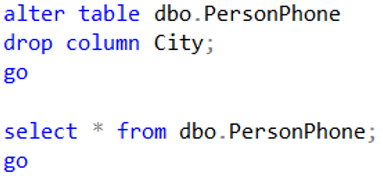 alter table dbo.PersonPhone
drop column City;
go
select * from dbo.PersonPhone;
go